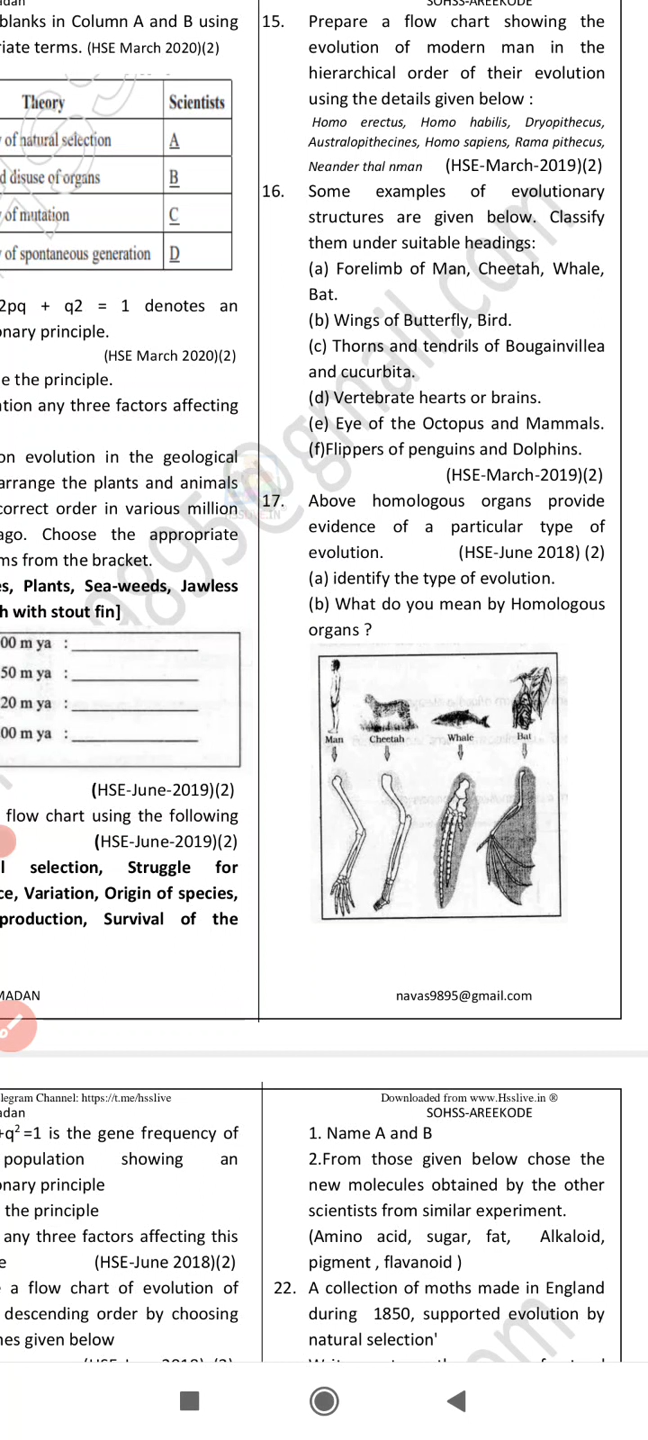 blanks in Column A and B using
terms. (HSE March 2020)(2)
Theory Scientists
of natural selection A
disuse of organs B
of mutation C
of spontaneous generation D
2pq + q2 = 1 denotes an
principle.
(HSE March 2020)(2)
the principle.
any three factors affecting
evolution in the geological
arrange the plants and animals
correct order in various million
ago. Choose the appropriate
from the bracket.
Plants, Sea-weeds, Jawless
with stout fin]
00 m ya :
50 m ya :
20 m ya :
00 m ya :
(HSE-June-2019)(2)
flow chart using the following
(HSE-June-2019)(2)
selection, Struggle for
Variation, Origin of species,
Survival of the
MADAN
SOHSS-AREEKODE
15. Prepare a flow chart showing the
evolution of modern man in the
hierarchical order of their evolution
using the details given below :
Homo erectus, Homo habilis, Dryopithecus,
Australopithecines, Homo sapiens, Rama pithecus,
Neander thal nman (HSE-March-2019)(2)
16. Some examples of evolutionary
structures are given below. Classify
them under suitable headings:
(a) Forelimb of Man, Cheetah, Whale,
Bat.
(b) Wings of Butterfly, Bird.
(c) Thorns and tendrils of Bougainvillea
and cucurbita.
(d) Vertebrate hearts or brains.
(e) Eye of the Octopus and Mammals.
(f)Flippers of penguins and Dolphins.
(HSE-March-2019)(2)
17. Above homologous organs provide
evidence of a particular type of
evolution. (HSE-June 2018) (2)
(a) identify the type of evolution.
(b) What do you mean by Homologous
organs ?
Man Cheetah Whale Bat
navas9895@gmail.com
Telegram Channel: https://t.me/hsslive
+q²=1 is the gene frequency of
population showing an
principle
the principle
any three factors affecting this
(HSE-June 2018)(2)
a flow chart of evolution of
descending order by choosing
given below
Downloaded from www.Hsslive.in ®
SOHSS-AREEKODE
1. Name A and B
2.From those given below chose the
new molecules obtained by the other
scientists from similar experiment.
(Amino acid, sugar, fat, Alkaloid,
pigment , flavanoid )
22. A collection of moths made in England
during 1850, supported evolution by
natural selection'